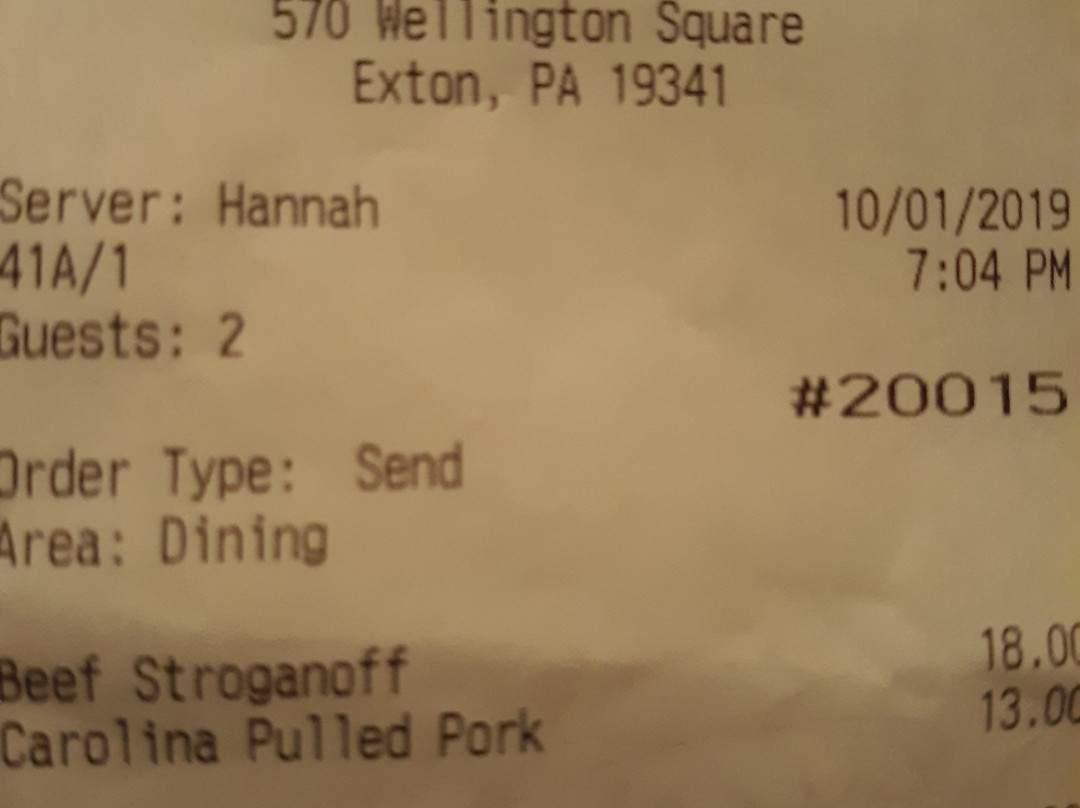 570 Wellington Square
Exton, PA 19341
Server: Hannah 10/01/2019
41A/1 7:04 PM
Guests: 2
#20015
Order Type: Send
Area: Dining
Beef Stroganoff 18.00
Carolina Pulled Pork 13.00